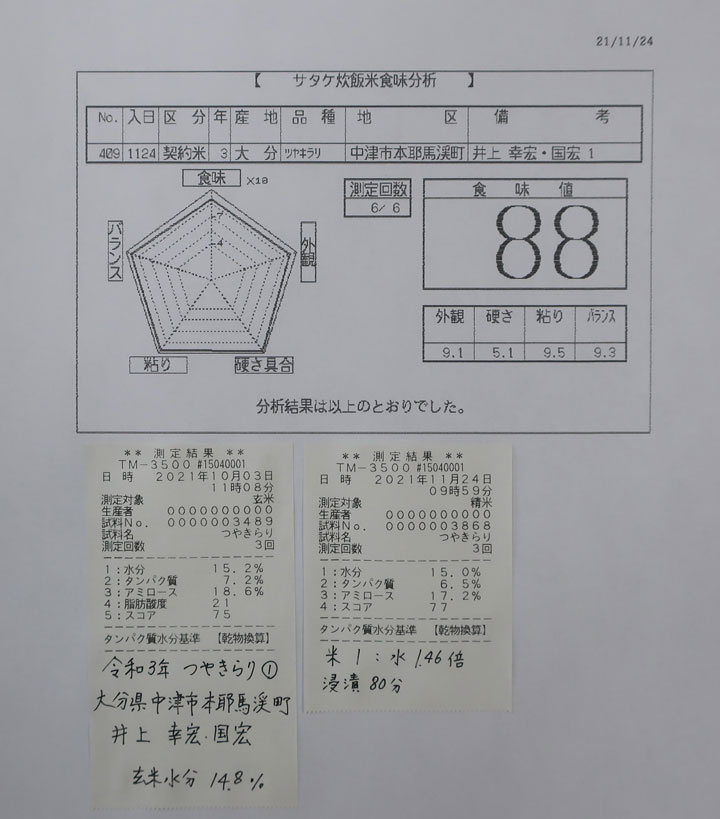 21/11/24
【 サタケ炊飯米食味分析 】
No. 入日 区分 年 産地 品種 地区 備考
409 1124 契約米 3 大分 ツヤキラリ 中津市本耶馬渓町 井上 幸宏・国宏 1
食味 ×10
7
4
バランス
外観
粘り
硬さ具合
測定回数
6/ 6
食味値
88
外観 硬さ 粘り バランス
9.1 5.1 9.5 9.3
分析結果は以上のとおりでした。
** 測定結果 **
TM-3500 #15040001
日 時 2021年10月03日
11時08分
測定対象 玄米
生産者 0000000000
試料No. 0000003489
試料名 つやきらり
測定回数 3回
1:水分 15.2%
2:タンパク質 7.2%
3:アミロース 18.6%
4:脂肪酸度 21
5:スコア 75
タンパク質水分基準 【乾物換算】
令和3年 つやきらり ①
大分県中津市本耶馬渓町
井上 幸宏・国宏
玄米水分 14.8%
** 測定結果 **
TM-3500 #15040001
日 時 2021年11月24日
09時59分
測定対象 精米
生産者 0000000000
試料No. 0000003868
試料名 つやきらり
測定回数 3回
1:水分 15.0%
2:タンパク質 6.5%
3:アミロース 17.2%
4:スコア 77
タンパク質水分基準 【乾物換算】
米 1:水 1.46倍
浸漬 80分